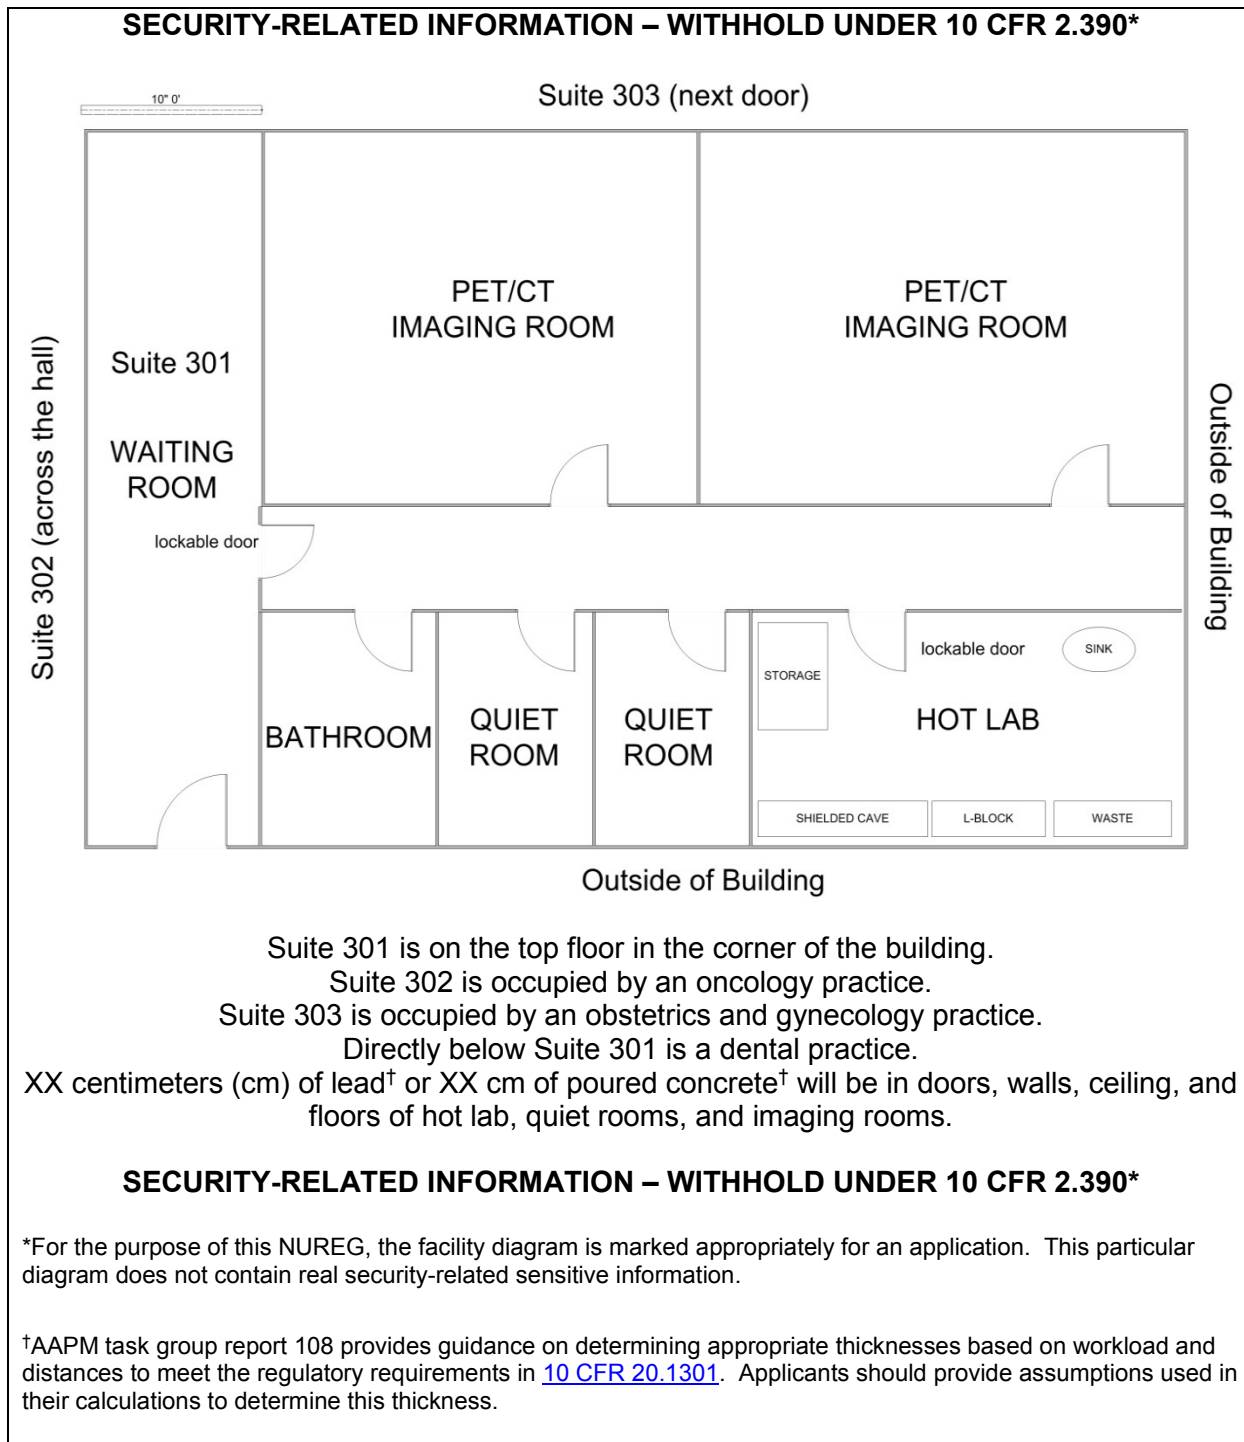 SECURITY-RELATED INFORMATION – WITHHOLD UNDER 10 CFR 2.390*
10" 0'
Suite 303 (next door)
PET/CT
IMAGING ROOM
PET/CT
IMAGING ROOM
Suite 301
WAITING
ROOM
Suite 302 (across the hall)
Outside of Building
lockable door
lockable door
SINK
STORAGE
BATHROOM
QUIET
ROOM
QUIET
ROOM
HOT LAB
SHIELDED CAVE
L-BLOCK
WASTE
Outside of Building
Suite 301 is on the top floor in the corner of the building.
Suite 302 is occupied by an oncology practice.
Suite 303 is occupied by an obstetrics and gynecology practice.
Directly below Suite 301 is a dental practice.
XX centimeters (cm) of lead† or XX cm of poured concrete† will be in doors, walls, ceiling, and
floors of hot lab, quiet rooms, and imaging rooms.
SECURITY-RELATED INFORMATION – WITHHOLD UNDER 10 CFR 2.390*
*For the purpose of this NUREG, the facility diagram is marked appropriately for an application. This particular
diagram does not contain real security-related sensitive information.
†AAPM task group report 108 provides guidance on determining appropriate thicknesses based on workload and
distances to meet the regulatory requirements in 10 CFR 20.1301. Applicants should provide assumptions used in
their calculations to determine this thickness.